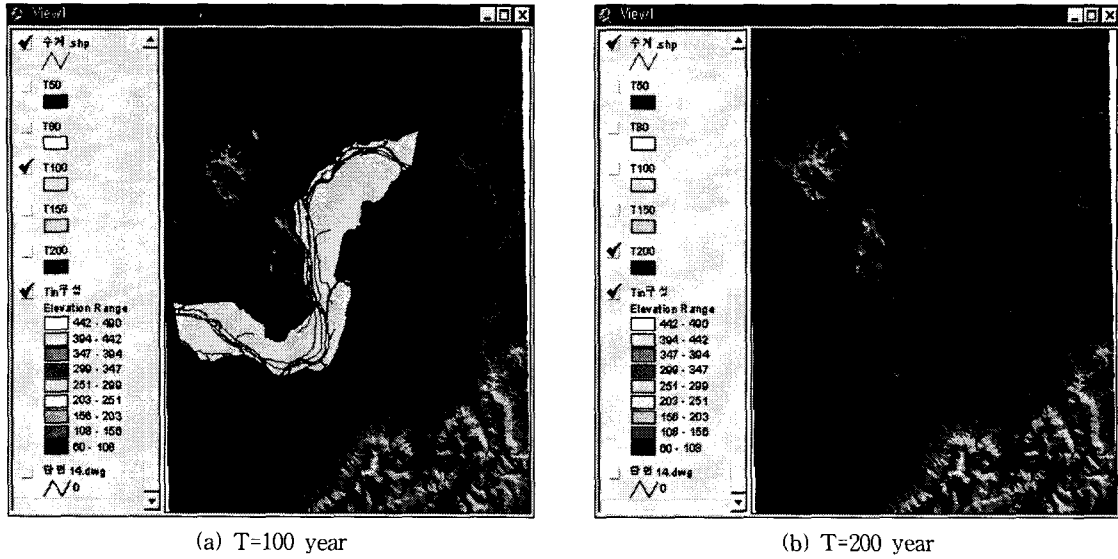 View1
수계.shp
T50
T80
T100
T150
T200
Tin구성
Elevation Range
442 - 490
394 - 442
347 - 394
299 - 347
251 - 299
203 - 251
156 - 203
108 - 156
60 - 108
14.dwg
0
(a) T=100 year
View1
수계.shp
T50
T80
T100
T150
T200
Tin구성
Elevation Range
442 - 490
394 - 442
347 - 394
299 - 347
251 - 299
203 - 251
156 - 203
108 - 156
60 - 108
14.dwg
0
(b) T=200 year